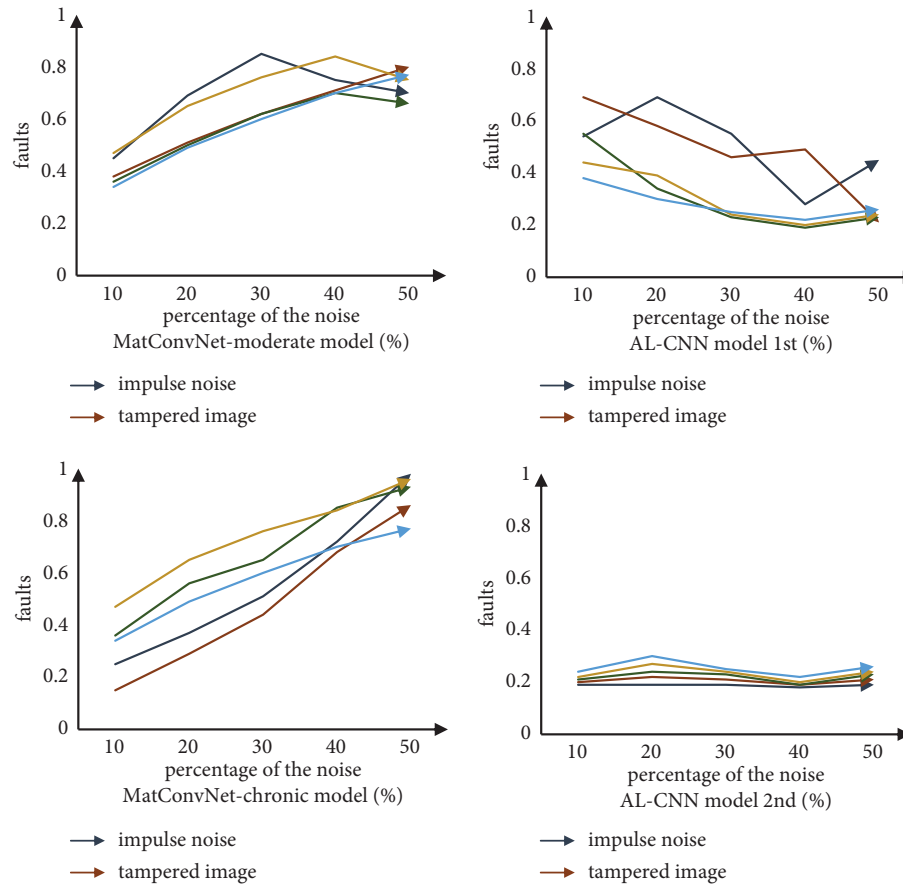 1
0.8
0.6
0.4
0.2
0
faults
10 20 30 40 50
percentage of the noise
MatConvNet-moderate model (%)
impulse noise
tampered image
1
0.8
0.6
0.4
0.2
0
faults
10 20 30 40 50
percentage of the noise
AL-CNN model 1st (%)
impulse noise
tampered image
1
0.8
0.6
0.4
0.2
0
faults
10 20 30 40 50
percentage of the noise
MatConvNet-chronic model (%)
impulse noise
tampered image
1
0.8
0.6
0.4
0.2
0
faults
10 20 30 40 50
percentage of the noise
AL-CNN model 2nd (%)
impulse noise
tampered image